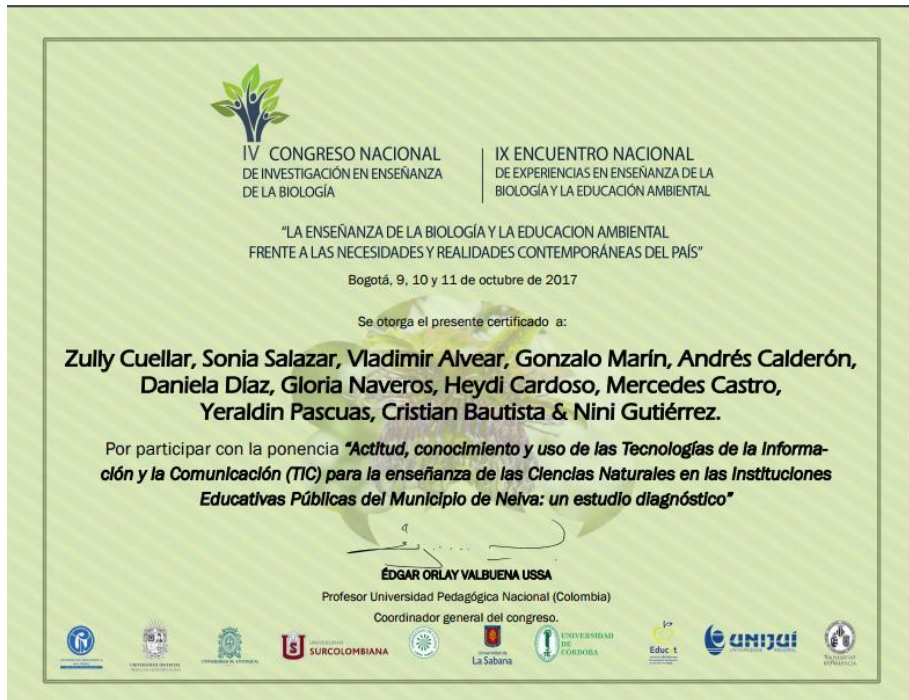 IV CONGRESO NACIONAL
DE INVESTIGACIÓN EN ENSEÑANZA
DE LA BIOLOGÍA
IX ENCUENTRO NACIONAL
DE EXPERIENCIAS EN ENSEÑANZA DE LA
BIOLOGÍA Y LA EDUCACIÓN AMBIENTAL
"LA ENSEÑANZA DE LA BIOLOGÍA Y LA EDUCACION AMBIENTAL
FRENTE A LAS NECESIDADES Y REALIDADES CONTEMPORÁNEAS DEL PAÍS"
Bogotá, 9, 10 y 11 de octubre de 2017
Se otorga el presente certificado a:
Zully Cuellar, Sonia Salazar, Vladimir Alvear, Gonzalo Marín, Andrés Calderón,
Daniela Díaz, Gloria Naveros, Heydi Cardoso, Mercedes Castro,
Yeraldin Pascuas, Cristian Bautista & Nini Gutiérrez.
Por participar con la ponencia "Actitud, conocimiento y uso de las Tecnologías de la Informa-
ción y la Comunicación (TIC) para la enseñanza de las Ciencias Naturales en las Instituciones
Educativas Públicas del Municipio de Neiva: un estudio diagnóstico"
ÉDGAR ORLAY VALBUENA USSA
Profesor Universidad Pedagógica Nacional (Colombia)
Coordinador general del congreso.
UNIVERSIDAD
SURCOLOMBIANA
Universidad de
La Sabana
UNIVERSIDAD
DE
CÓRDOBA
Educ t
UNIJUÍ